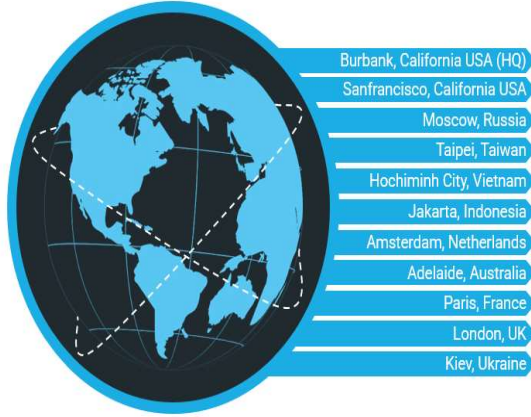 Burbank, California USA (HQ)
Sanfrancisco, California USA
Moscow, Russia
Taipei, Taiwan
Hochiminh City, Vietnam
Jakarta, Indonesia
Amsterdam, Netherlands
Adelaide, Australia
Paris, France
London, UK
Kiev, Ukraine